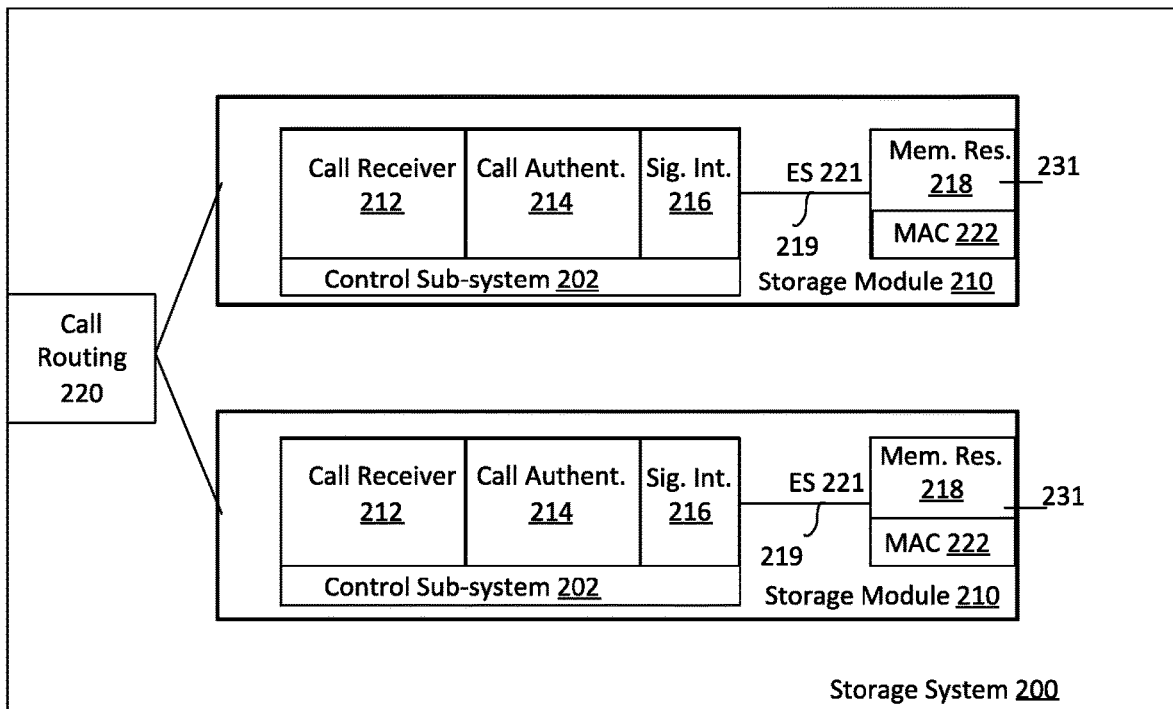 Call Receiver
212
Call Authent.
214
Sig. Int.
216
ES 221
219
Mem. Res.
218
231
MAC 222
Control Sub-system 202
Storage Module 210
Call
Routing
220
Call Receiver
212
Call Authent.
214
Sig. Int.
216
ES 221
219
Mem. Res.
218
231
MAC 222
Control Sub-system 202
Storage Module 210
Storage System 200